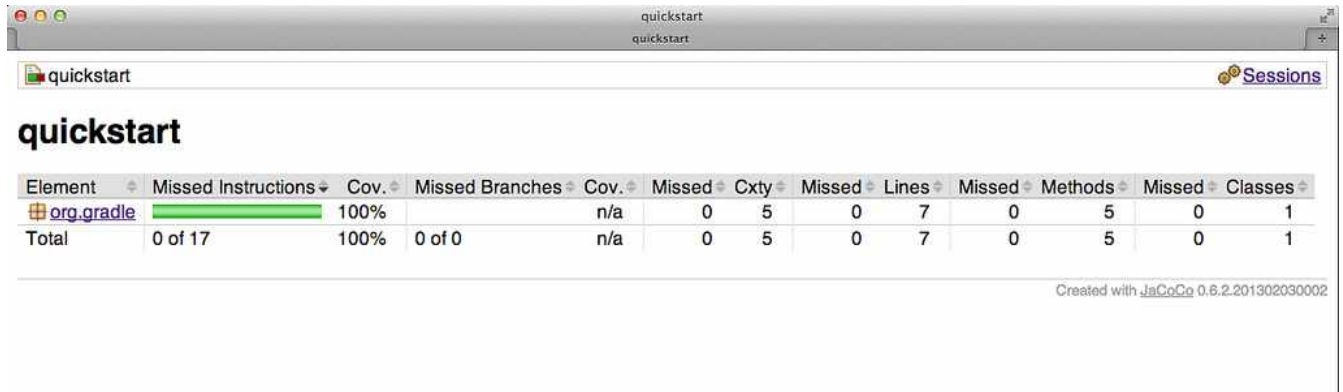 quickstart
quickstart
quickstart Sessions
quickstart
Element Missed Instructions Cov. Missed Branches Cov. Missed Cxty Missed Lines Missed Methods Missed Classes
org.gradle 100% n/a 0 5 0 7 0 5 0 1
Total 0 of 17 100% 0 of 0 n/a 0 5 0 7 0 5 0 1
Created with JaCoCo 0.6.2.201302030002